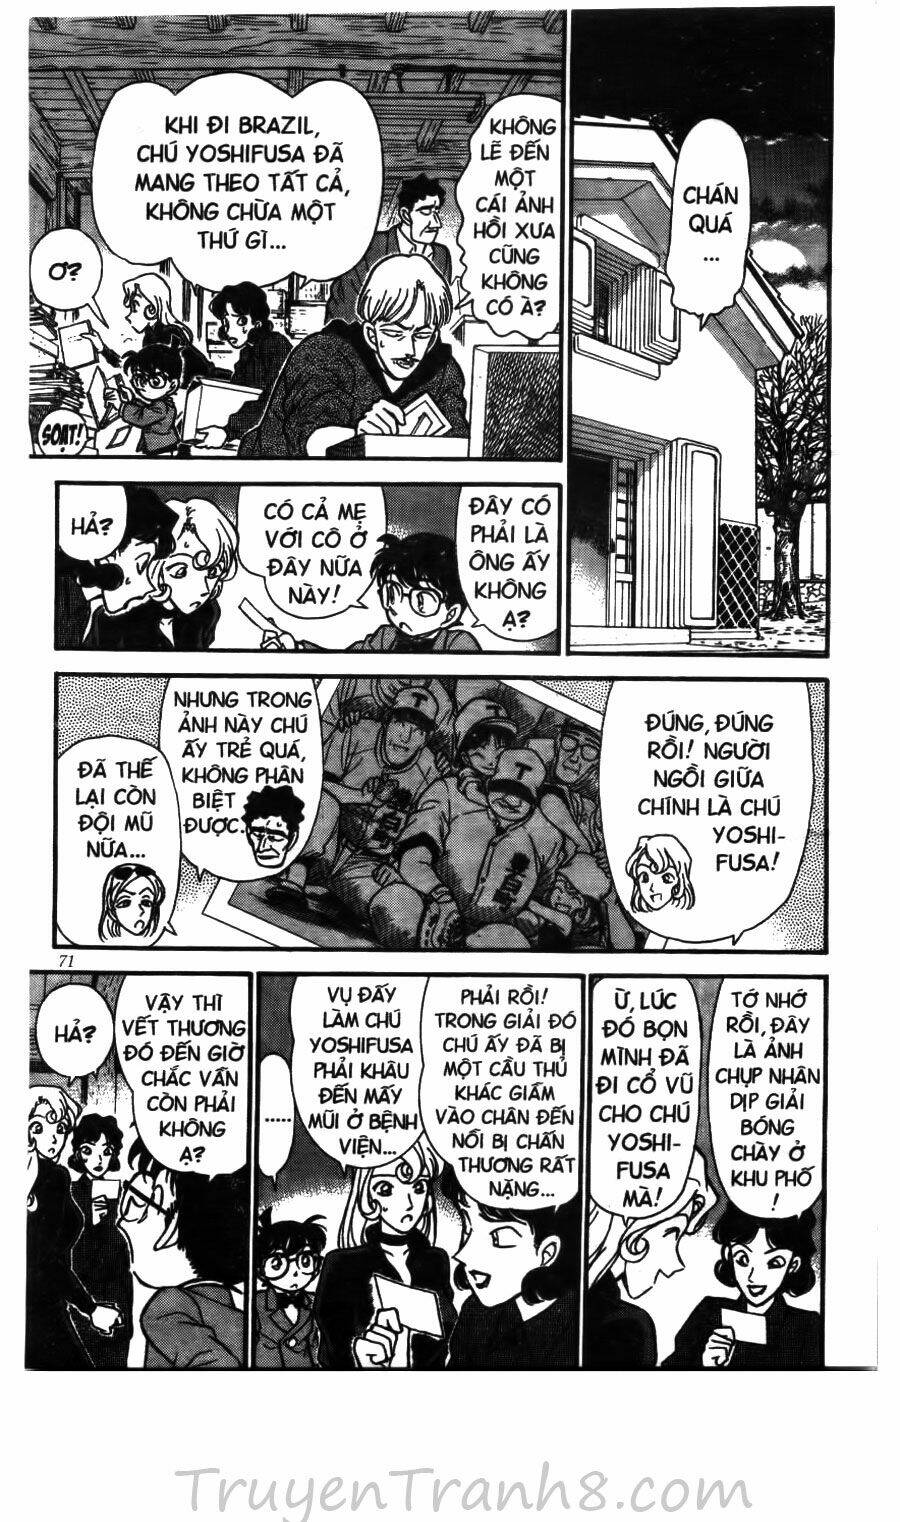 CHÁN
QUÁ
...
KHÔNG
LẼ ĐẾN
MỘT
CÁI ẢNH
HỒI XƯA
CŨNG
KHÔNG
CÓ À?
KHI ĐI BRAZIL,
CHÚ YOSHIFUSA ĐÃ
MANG THEO TẤT CẢ,
KHÔNG CHỪA MỘT
THỨ GÌ...
Ơ?
SOẠT!
ĐÂY CÓ
PHẢI LÀ
ÔNG ẤY
KHÔNG
Ạ?
CÓ CẢ MẸ
VỚI CÔ Ở
ĐÂY NỮA
NÀY!
HẢ?
ĐÚNG, ĐÚNG
RỒI! NGƯỜI
NGỒI GIỮA
CHÍNH LÀ CHÚ
YOSHI-
FUSA!
T
T
NHƯNG TRONG
ẢNH NÀY CHÚ
ẤY TRẺ QUÁ,
KHÔNG PHÂN
BIỆT
ĐƯỢC...
ĐÃ THẾ
LẠI CÒN
ĐỘI MŨ
NỮA...
71
TỚ NHỚ
RỒI, ĐÂY
LÀ ẢNH
CHỤP NHÂN
DỊP GIẢI
BÓNG
CHÀY Ở
KHU PHỐ
!
Ừ, LÚC
ĐÓ BỌN
MÌNH ĐÃ
ĐI CỔ VŨ
CHO CHÚ
YOSHI-
FUSA
MÀ!
PHẢI RỒI!
TRONG GIẢI ĐÓ
CHÚ ẤY ĐÃ BỊ
MỘT CẦU THỦ
KHÁC GIẪM
VÀO CHÂN ĐẾN
NỖI BỊ CHẤN
THƯƠNG RẤT
NẶNG...
VỤ ĐẤY
LÀM CHÚ
YOSHIFUSA
PHẢI KHÂU
ĐẾN MẤY
MŨI Ở BỆNH
VIỆN...
.....
VẬY THÌ
VẾT THƯƠNG
ĐÓ ĐẾN GIỜ
CHẮC VẪN
CÒN PHẢI
KHÔNG
Ạ?
HẢ?
TruyenTranh8.com